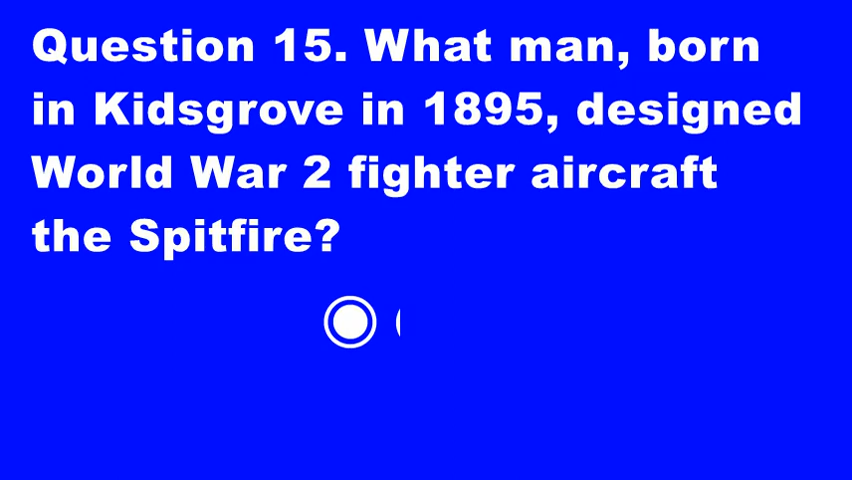 Question 15. What man, born
in Kidsgrove in 1895, designed
World War 2 fighter aircraft
the Spitfire?